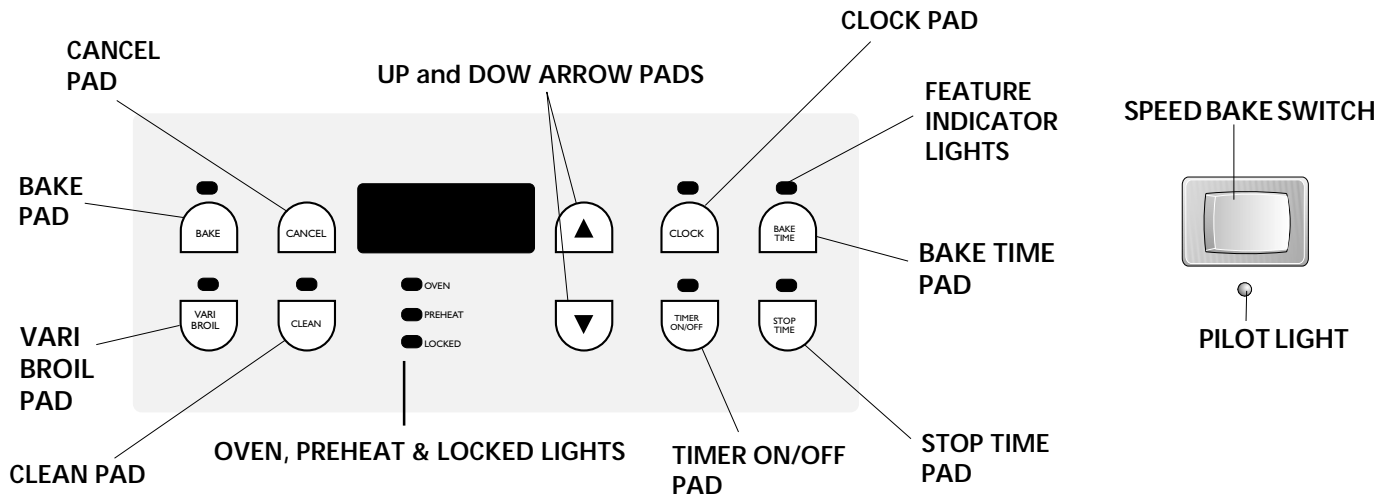 CLOCK PAD
CANCEL
PAD
UP and DOW ARROW PADS
FEATURE
INDICATOR
LIGHTS
SPEED BAKE SWITCH
BAKE
PAD
BAKE
CANCEL
▲
CLOCK
BAKE
TIME
BAKE TIME
PAD
OVEN
PREHEAT
LOCKED
VARI
BROIL
CLEAN
▼
TIMER
ON/OFF
STOP
TIME
VARI
BROIL
PAD
PILOT LIGHT
CLEAN PAD
OVEN, PREHEAT & LOCKED LIGHTS
TIMER ON/OFF
PAD
STOP TIME
PAD